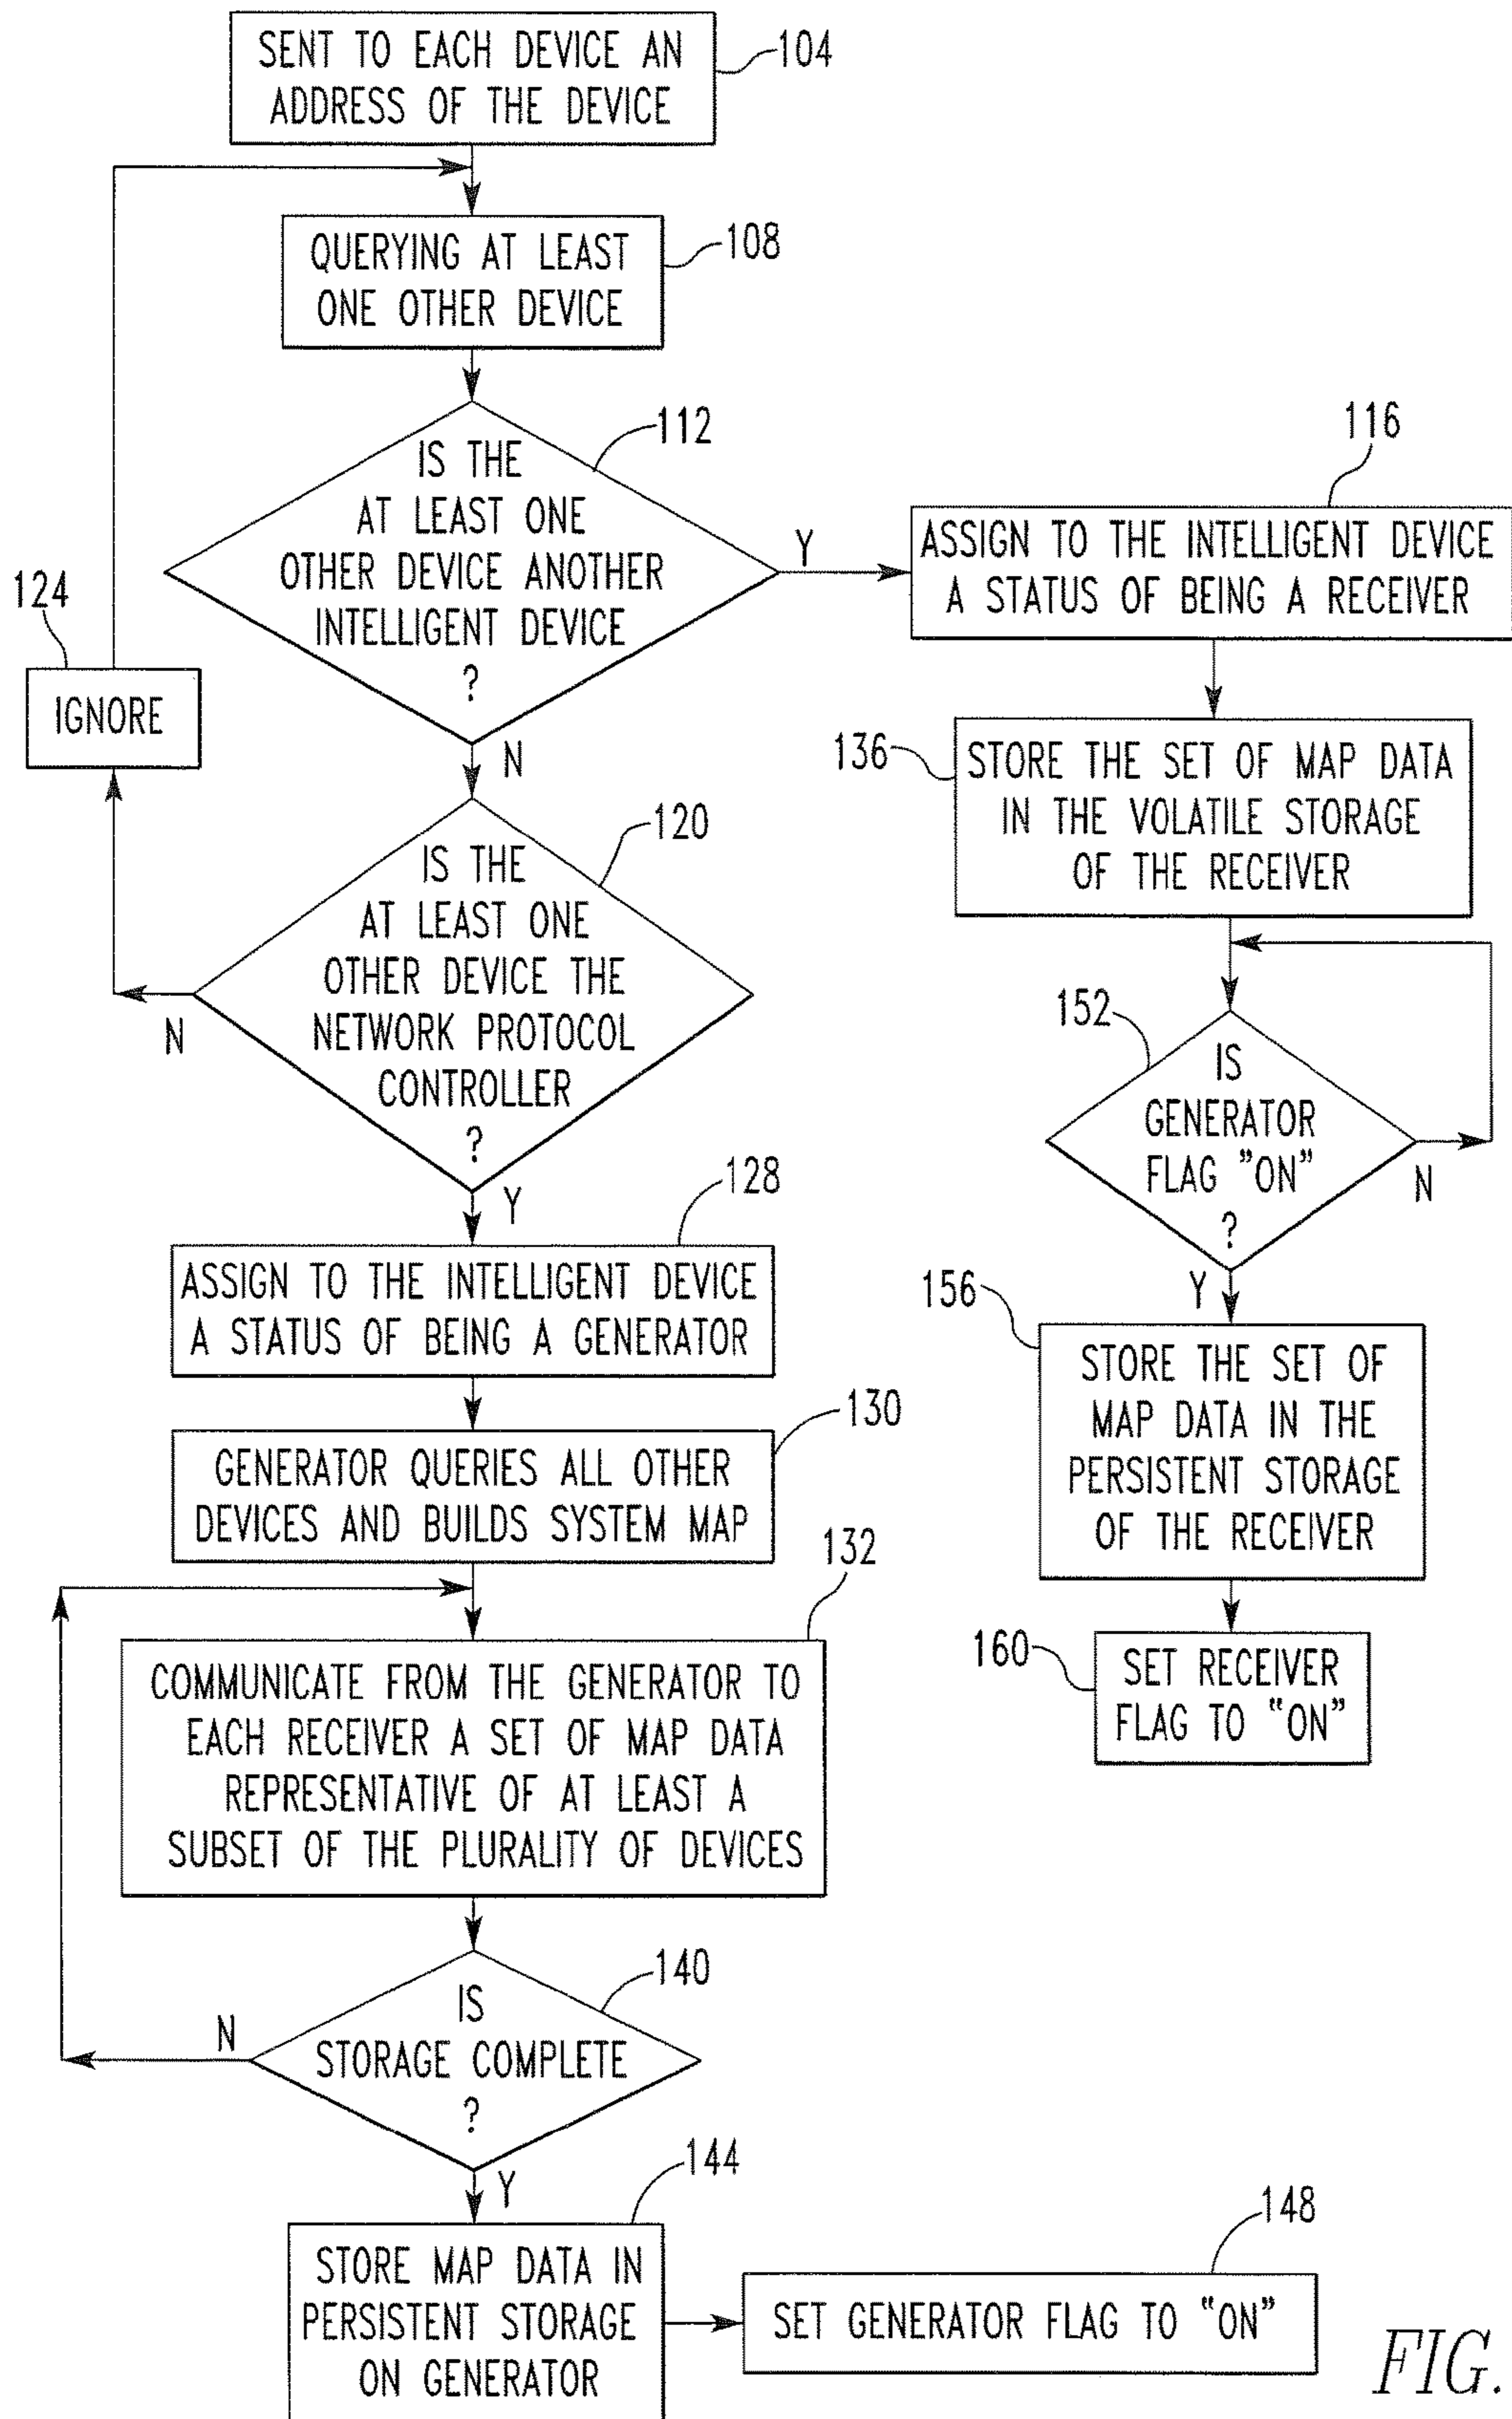 SENT TO EACH DEVICE AN
ADDRESS OF THE DEVICE
104
QUERYING AT LEAST
ONE OTHER DEVICE
108
IS THE
AT LEAST ONE
OTHER DEVICE ANOTHER
INTELLIGENT DEVICE
?
112
Y
N
116
ASSIGN TO THE INTELLIGENT DEVICE
A STATUS OF BEING A RECEIVER
124
IGNORE
136
STORE THE SET OF MAP DATA
IN THE VOLATILE STORAGE
OF THE RECEIVER
120
IS THE
AT LEAST ONE
OTHER DEVICE THE
NETWORK PROTOCOL
CONTROLLER
?
N
Y
152
IS
GENERATOR
FLAG ”ON”
?
N
Y
128
ASSIGN TO THE INTELLIGENT DEVICE
A STATUS OF BEING A GENERATOR
156
STORE THE SET OF
MAP DATA IN THE
PERSISTENT STORAGE
OF THE RECEIVER
130
GENERATOR QUERIES ALL OTHER
DEVICES AND BUILDS SYSTEM MAP
132
COMMUNICATE FROM THE GENERATOR TO
EACH RECEIVER A SET OF MAP DATA
REPRESENTATIVE OF AT LEAST A
SUBSET OF THE PLURALITY OF DEVICES
160
SET RECEIVER
FLAG TO “ON”
140
IS
STORAGE COMPLETE
?
N
Y
144
STORE MAP DATA IN
PERSISTENT STORAGE
ON GENERATOR
148
SET GENERATOR FLAG TO “ON”
FIG.